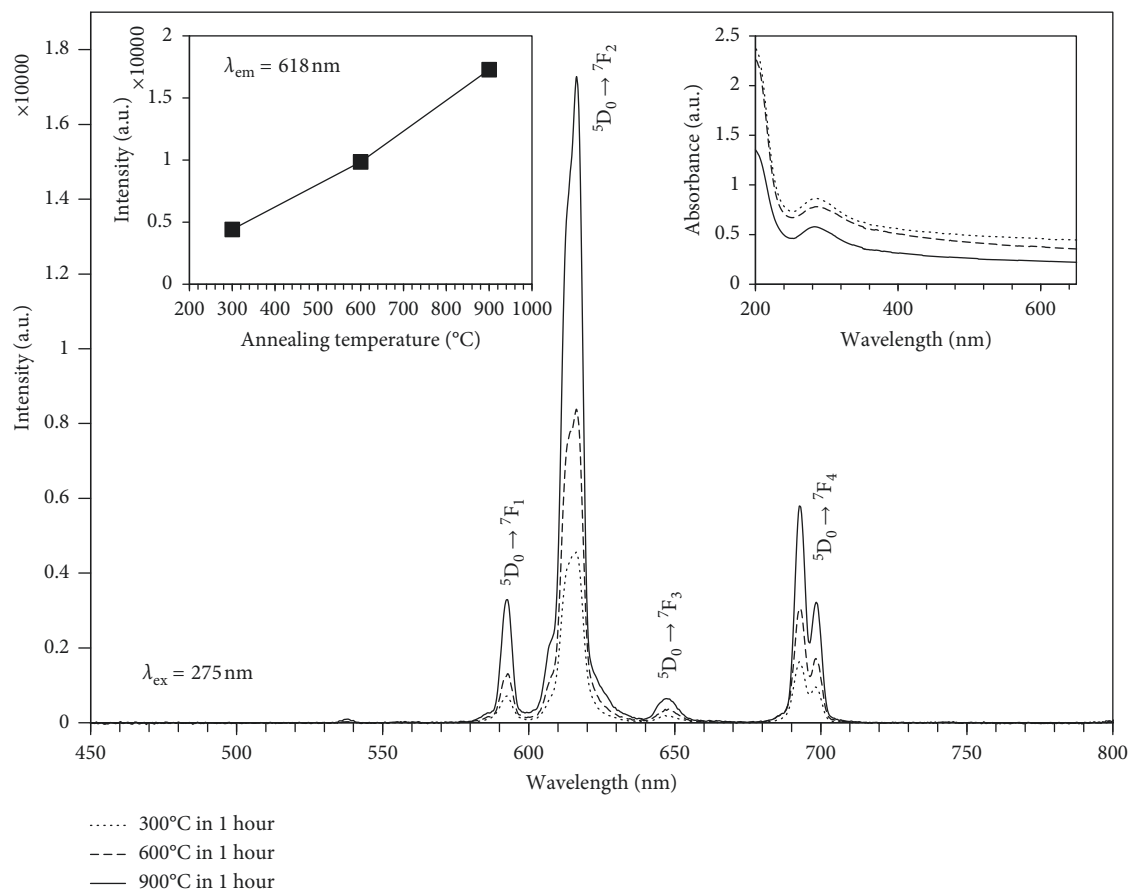 ×10000
Intensity (a.u.)
1.8
1.6
1.4
1.2
1
0.8
0.6
0.4
0.2
0
450 500 550 600 650 700 750 800
Wavelength (nm)
λem = 618 nm
×10000
Intensity (a.u.)
2
1.5
1
0.5
0
200 300 400 500 600 700 800 900 1000
Annealing temperature (°C)
Absorbance (a.u.)
2.5
2
1.5
1
0.5
0
200 400 600
Wavelength (nm)
⁵D₀ → ⁷F₁
⁵D₀ → ⁷F₂
⁵D₀ → ⁷F₃
⁵D₀ → ⁷F₄
λex = 275 nm
300°C in 1 hour
600°C in 1 hour
900°C in 1 hour